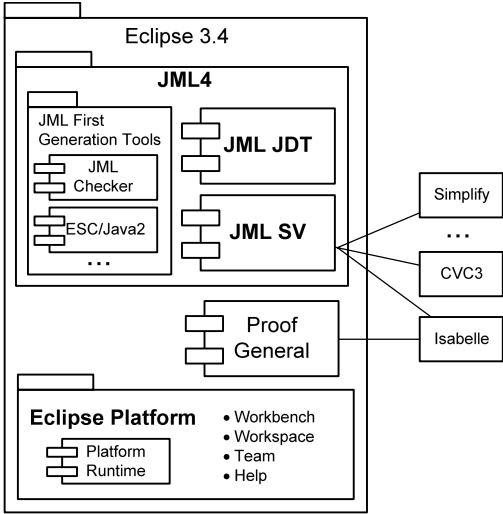 Eclipse 3.4
JML4
JML First
Generation Tools
JML
Checker
ESC/Java2
...
JML JDT
JML SV
Simplify
...
CVC3
Isabelle
Proof
General
Eclipse Platform
Platform
Runtime
• Workbench
• Workspace
• Team
• Help